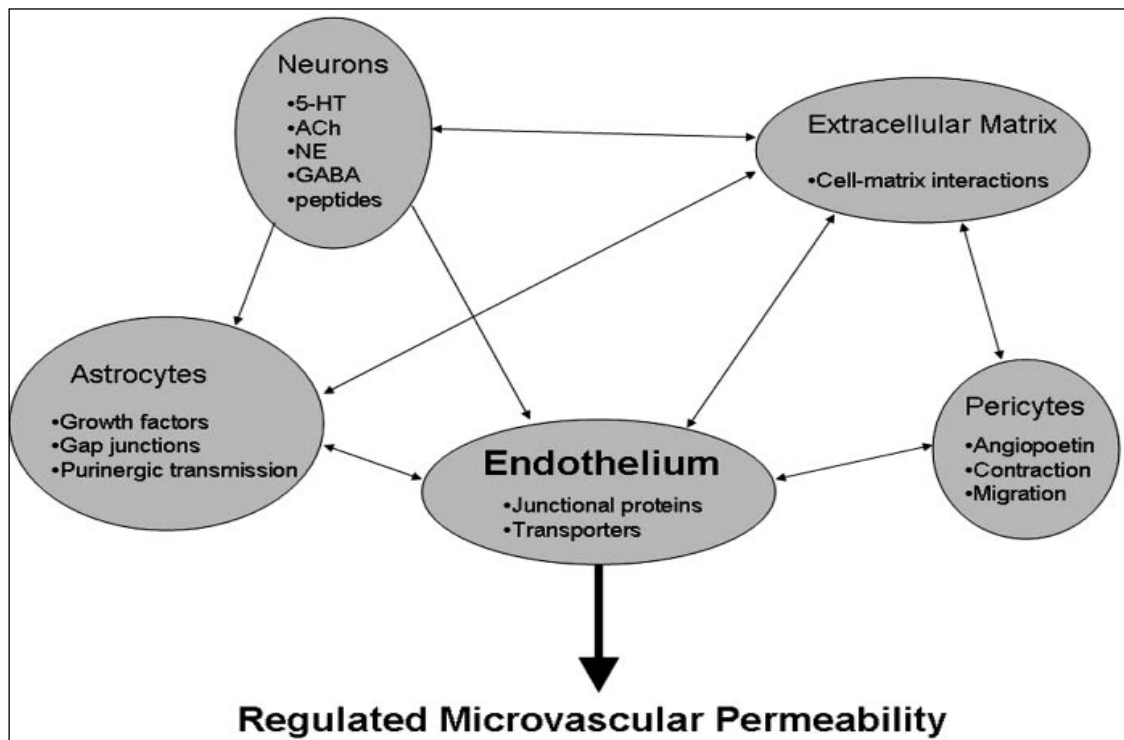 Neurons
•5-HT
•ACh
•NE
•GABA
•peptides
Extracellular Matrix
•Cell-matrix interactions
Astrocytes
•Growth factors
•Gap junctions
•Purinergic transmission
Endothelium
•Junctional proteins
•Transporters
Pericytes
•Angiopoetin
•Contraction
•Migration
Regulated Microvascular Permeability